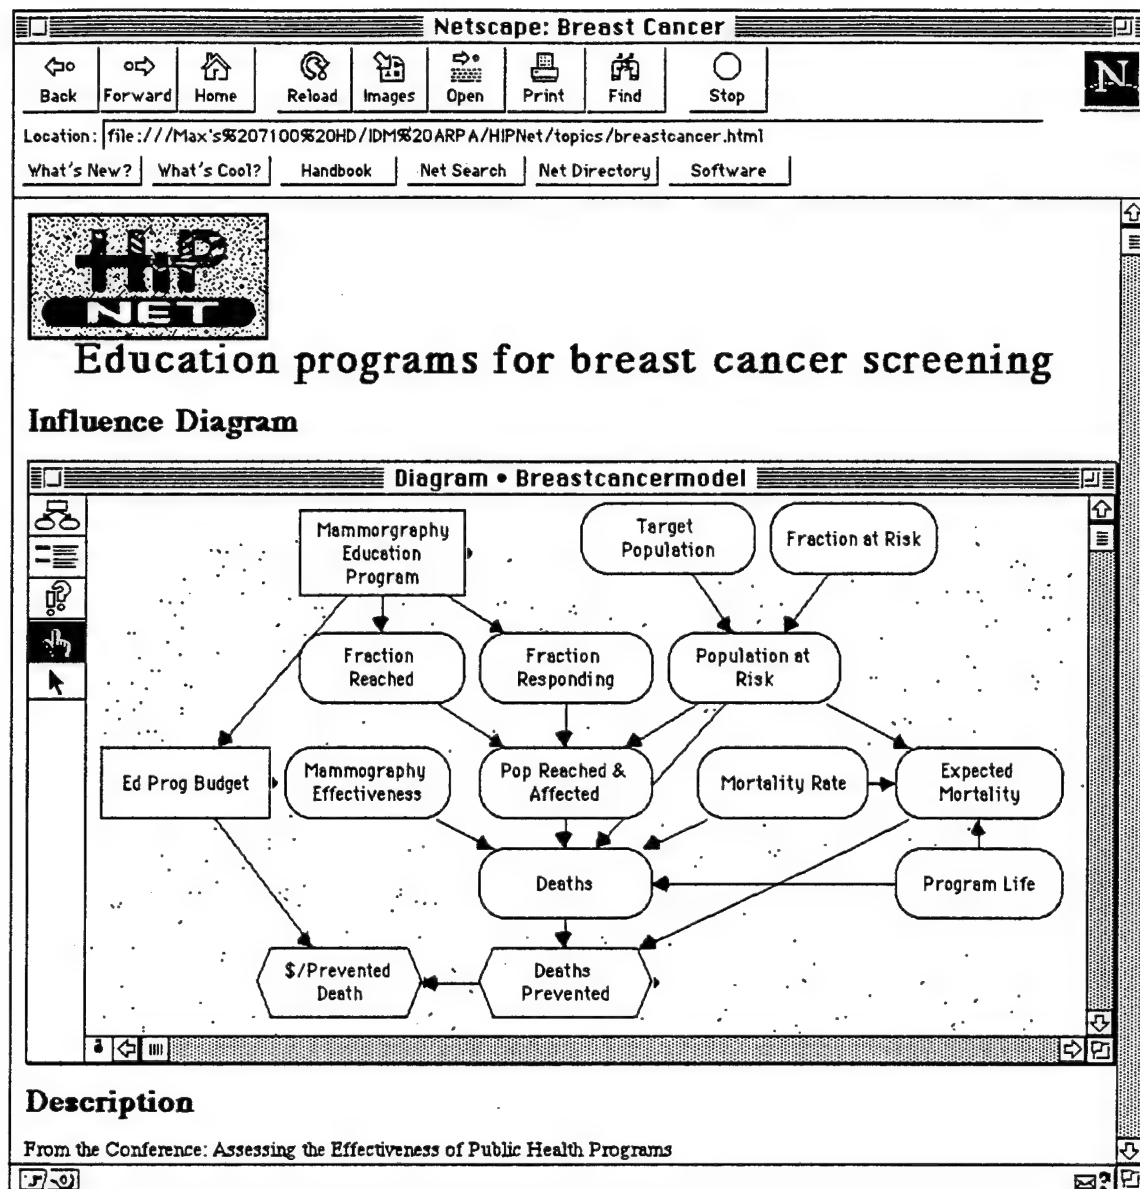 Netscape: Breast Cancer
Back Forward Home Reload Images Open Print Find Stop
N
Location: file:///Max's%207100%20HD/IDM%20ARPA/HIPNet/topics/breastcancer.html
What's New? What's Cool? Handbook Net Search Net Directory Software
HiP
NET
Education programs for breast cancer screening
Influence Diagram
Diagram • Breastcancermodel
Mammorgraphy
Education
Program
Target
Population
Fraction at Risk
Fraction
Reached
Fraction
Responding
Population at
Risk
Ed Prog Budget
Mammography
Effectiveness
Pop Reached &
Affected
Mortality Rate
Expected
Mortality
Deaths
Program Life
$/Prevented
Death
Deaths
Prevented
Description
From the Conference: Assessing the Effectiveness of Public Health Programs